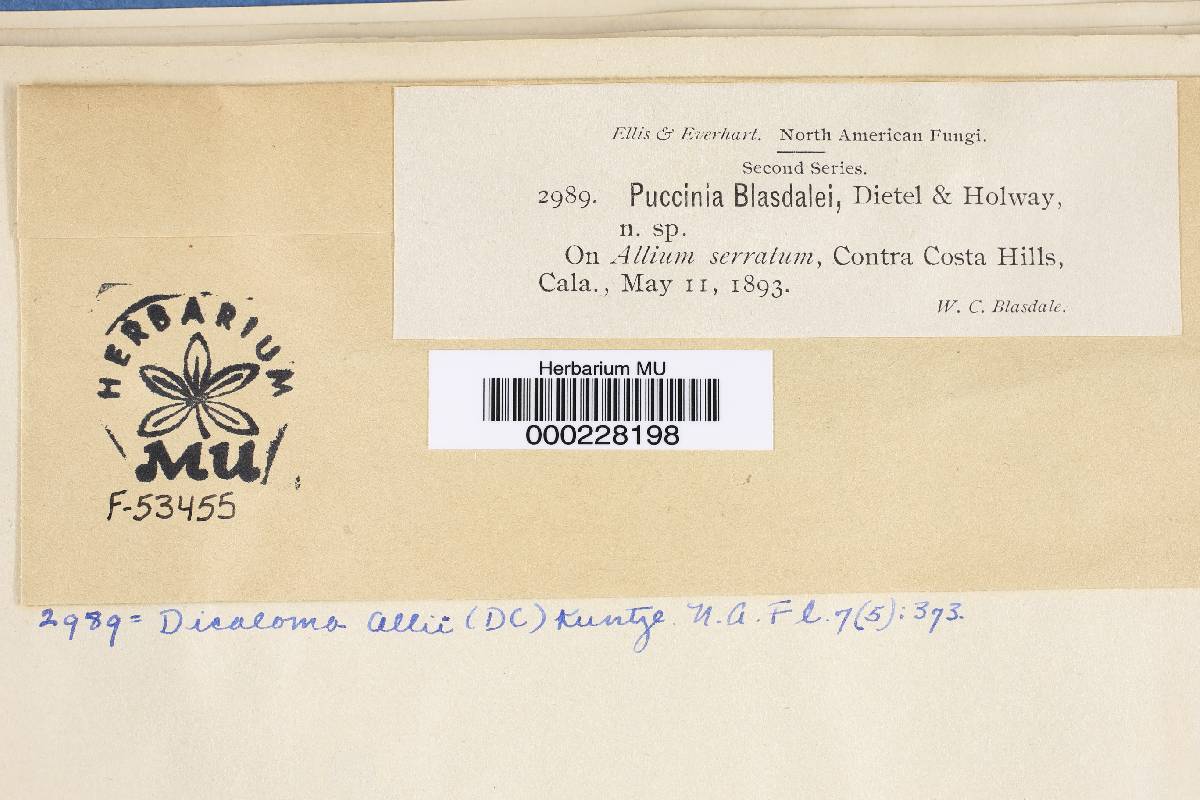 Ellis & Everhart. North American Fungi.
Second Series.
2989. Puccinia Blasdalei, Dietel & Holway,
n. sp.
On Allium serratum, Contra Costa Hills,
Cala., May 11, 1893.
W. C. Blasdale.
Herbarium MU
000228198
HERBARIUM
MU
F-53455
2989 = Dicaeoma Allii (DC) Kuntze. N. A. Fl. 7(5): 373.